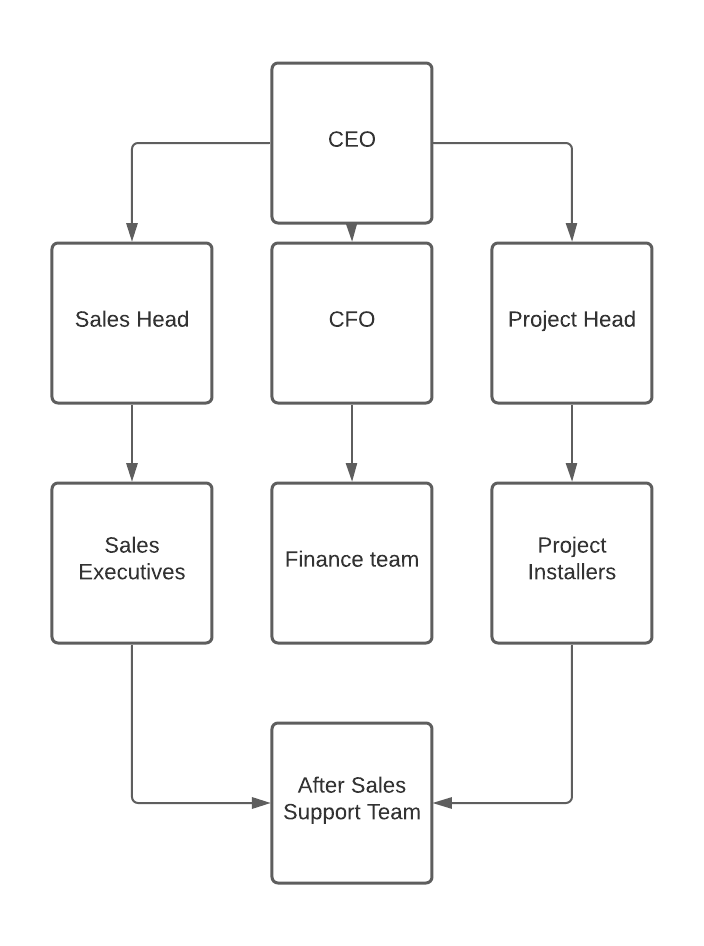 CEO
Sales Head
CFO
Project Head
Sales
Executives
Finance team
Project
Installers
After Sales
Support Team